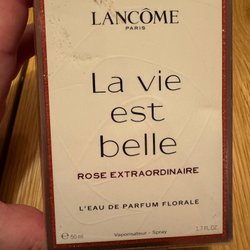 LANCÔME
PARIS
La vie
est
belle
ROSE EXTRAORDINAIRE
L'EAU DE PARFUM FLORALE
e 50 ml
Vaporisateur - Spray
1.7 FL.OZ